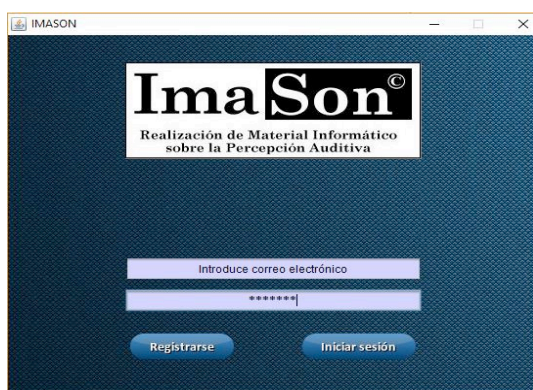 IMASON
ImaSon©
Realización de Material Informático
sobre la Percepción Auditiva
Introduce correo electrónico
*******
Registrarse
Iniciar sesión